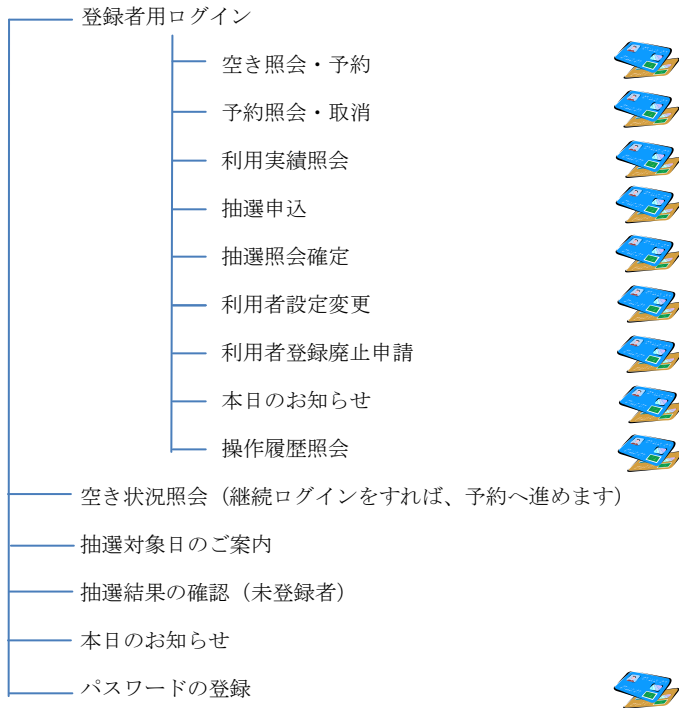 登録者用ログイン
空き照会・予約
予約照会・取消
利用実績照会
抽選申込
抽選照会確定
利用者設定変更
利用者登録廃止申請
本日のお知らせ
操作履歴照会
空き状況照会（継続ログインをすれば、予約へ進めます）
抽選対象日のご案内
抽選結果の確認（未登録者）
本日のお知らせ
パスワードの登録